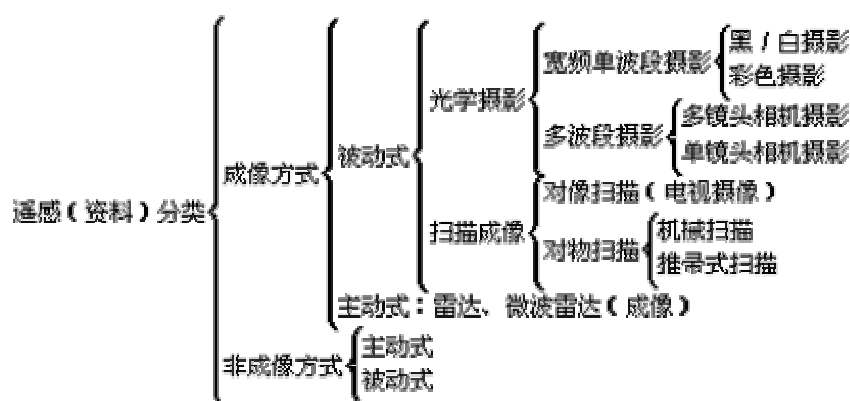 遥感(资料)分类
成像方式
被动式
光学摄影
宽频单波段摄影
黑/白摄影
彩色摄影
多波段摄影
多镜头相机摄影
单镜头相机摄影
扫描成像
对像扫描(电视摄像)
对物扫描
机械扫描
推帚式扫描
主动式:雷达、微波雷达(成像)
非成像方式
主动式
被动式